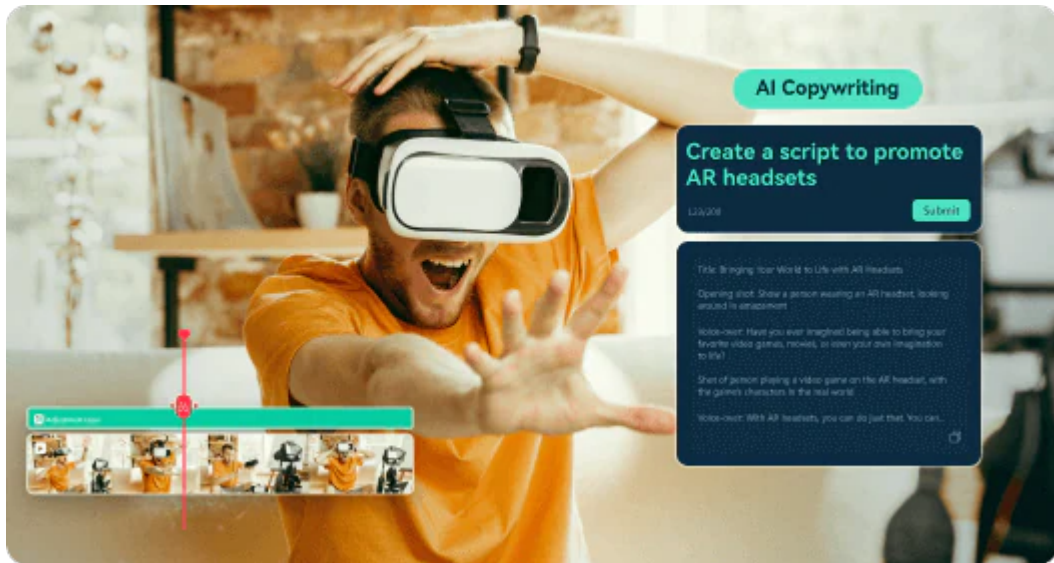 AI Copywriting
Create a script to promote
AR headsets
Submit
Title: Bringing Your World to Life with AR Headsets
Opening shot: Show a person wearing an AR headset, looking
around in amazement
Voice-over: Have you ever imagined being able to bring your
favorite video games, movies, or even your own imagination
to life?
Shot of person playing a video game on the AR headset, with
the game's characters in the real world
Voice-over: With AR headsets, you can do just that. You can...